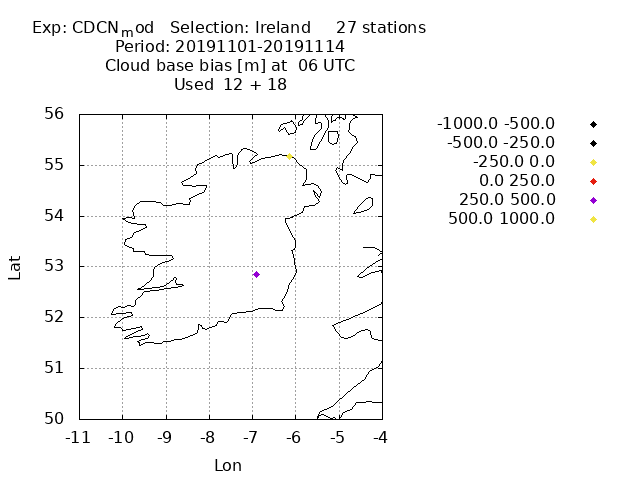 Exp: CDCN_mod Selection: Ireland 27 stations
Period: 20191101-20191114
Cloud base bias [m] at 06 UTC
Used 12 + 18
-1000.0 -500.0
-500.0 -250.0
-250.0 0.0
0.0 250.0
250.0 500.0
500.0 1000.0
56
55
54
53
52
51
50
Lat
-11 -10 -9 -8 -7 -6 -5 -4
Lon